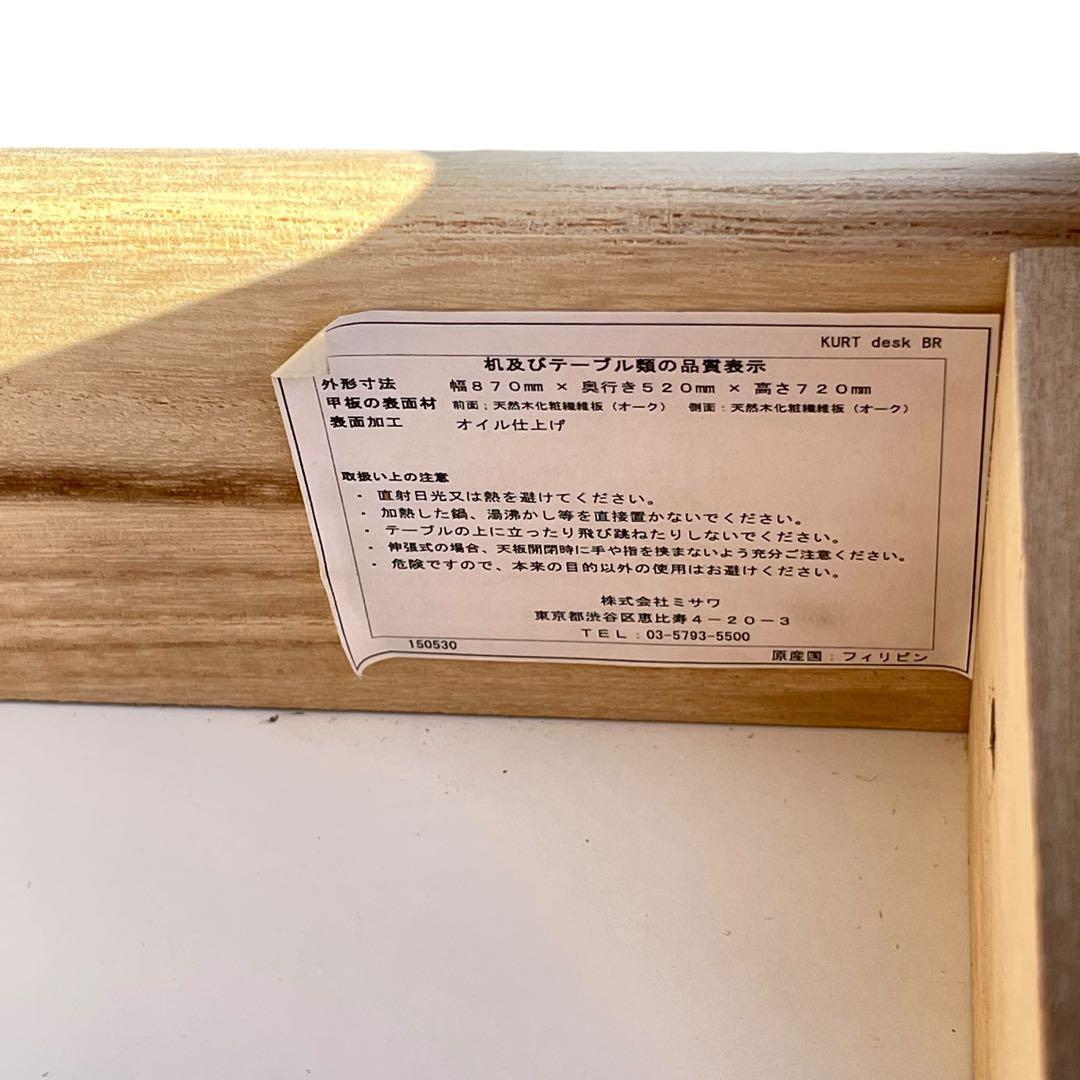 KURT desk BR
机及びテーブル類の品質表示
外形寸法 幅870mm × 奥行き520mm × 高さ720mm
甲板の表面材 前面:天然木化粧繊維板(オーク) 側面:天然木化粧繊維板(オーク)
表面加工 オイル仕上げ
取扱い上の注意
・ 直射日光又は熱を避けてください。
・ 加熱した鍋、湯沸かし等を直接置かないでください。
・ テーブルの上に立ったり飛び跳ねたりしないでください。
・ 伸張式の場合、天板開閉時に手や指を挟まないよう充分ご注意ください。
・ 危険ですので、本来の目的以外の使用はお避けください。
株式会社ミサワ
東京都渋谷区恵比寿4-20-3
TEL:03-5793-5500
150530 原産国:フィリピン